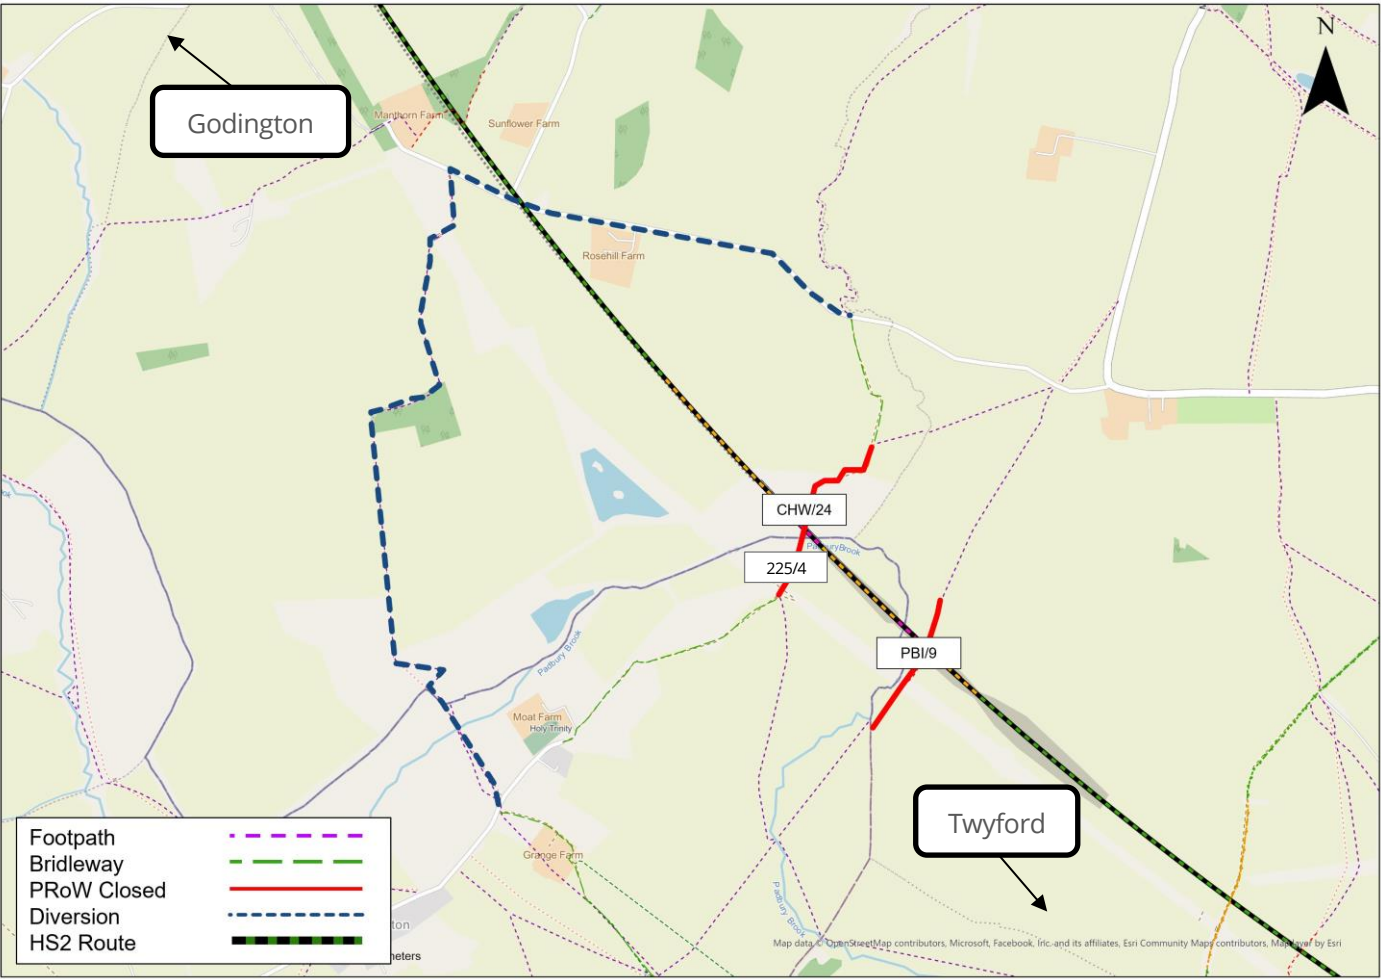 N
Godington
Manthorn Farm
Sunflower Farm
Rosehill Farm
CHW/24
Padbury Brook
225/4
PBI/9
Padbury Brook
Moat Farm
Holy Trinity
Twyford
Grange Farm
Padbury Brook
Footpath
Bridleway
PRoW Closed
Diversion
HS2 Route
ton
neters
Map data © OpenStreetMap contributors, Microsoft, Facebook, Inc. and its affiliates, Esri Community Maps contributors, Map layer by Esri